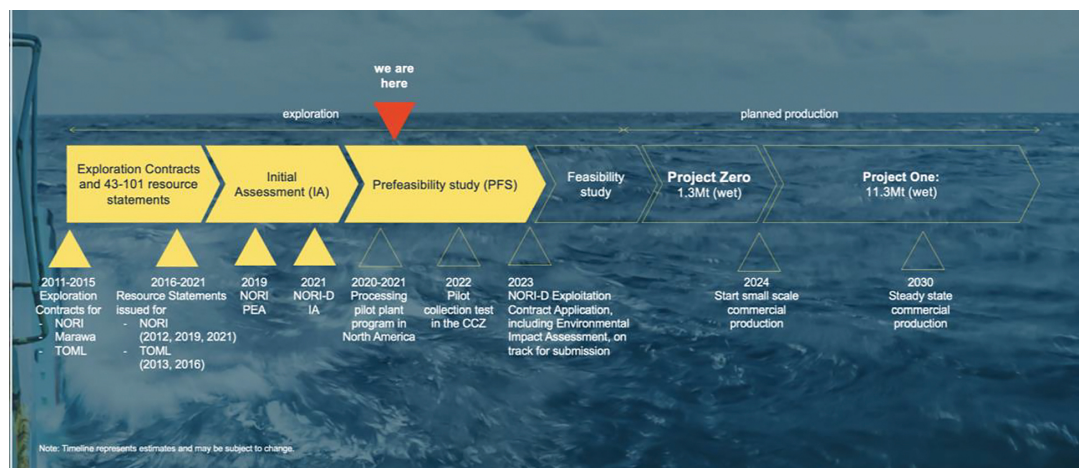 we are
here
exploration
planned production
Exploration Contracts
and 43-101 resource
statements
Initial
Assessment (IA)
Prefeasibility study (PFS)
Feasibility
study
Project Zero
1.3Mt (wet)
Project One:
11.3Mt (wet)
2011-2015
Exploration
Contracts for
- NORI
Marawa
- TOML
2016-2021
Resource Statements
issued for
- NORI
(2012, 2019, 2021)
- TOML
(2013, 2016)
2019
NORI
PEA
2021
NORI-D
IA
2020-2021
Processing
pilot plant
program in
North America
2022
Pilot
collection test
in the CCZ
2023
NORI-D Exploitation
Contract Application,
including Environmental
Impact Assessment, on
track for submission
2024
Start small scale
commercial
production
2030
Steady state
commercial
production
Note: Timeline represents estimates and may be subject to change.